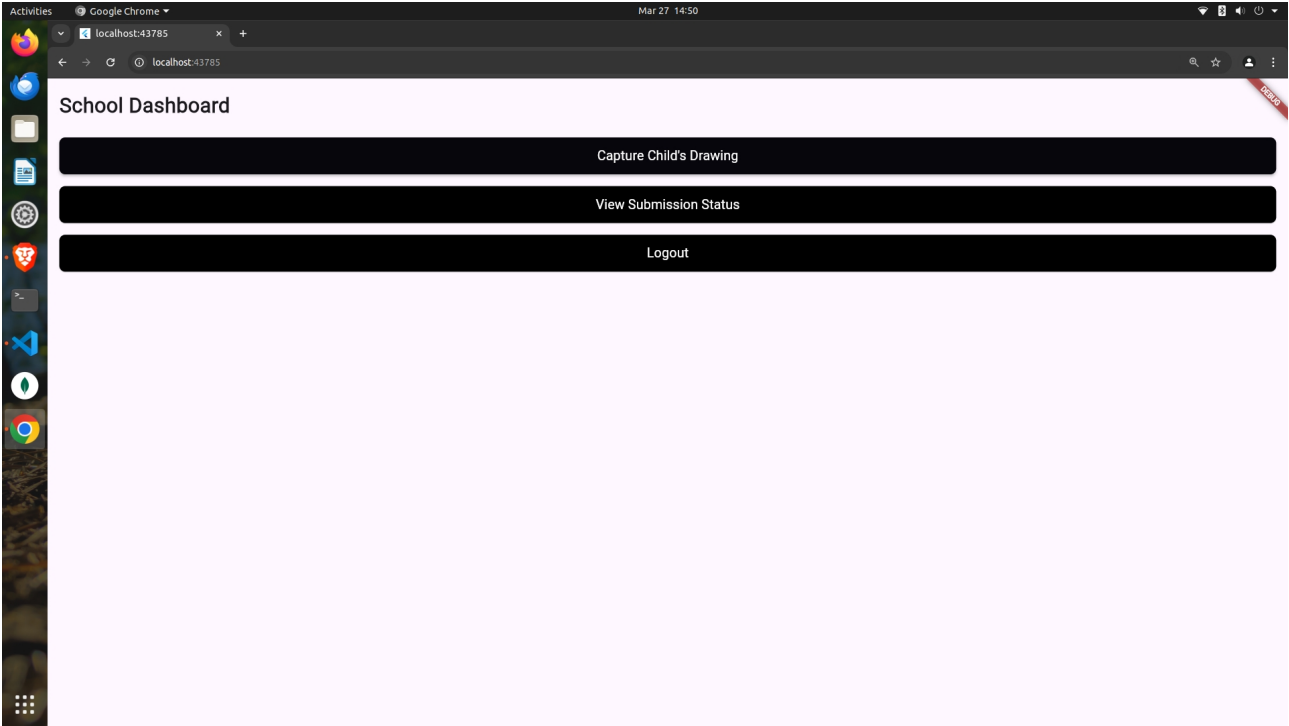 Activities Google Chrome Mar 27 14:50
localhost:43785
localhost:43785
DEBUG
School Dashboard
Capture Child's Drawing
View Submission Status
Logout